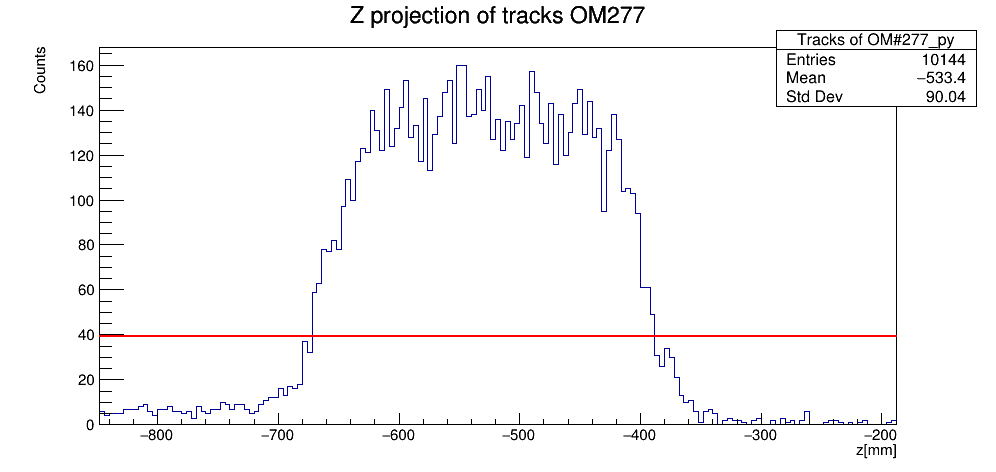 Z projection of tracks OM277
Tracks of OM#277_py
Entries 10144
Mean −533.4
Std Dev 90.04
Counts
160
140
120
100
80
60
40
20
0
−800 −700 −600 −500 −400 −300 −200
z[mm]